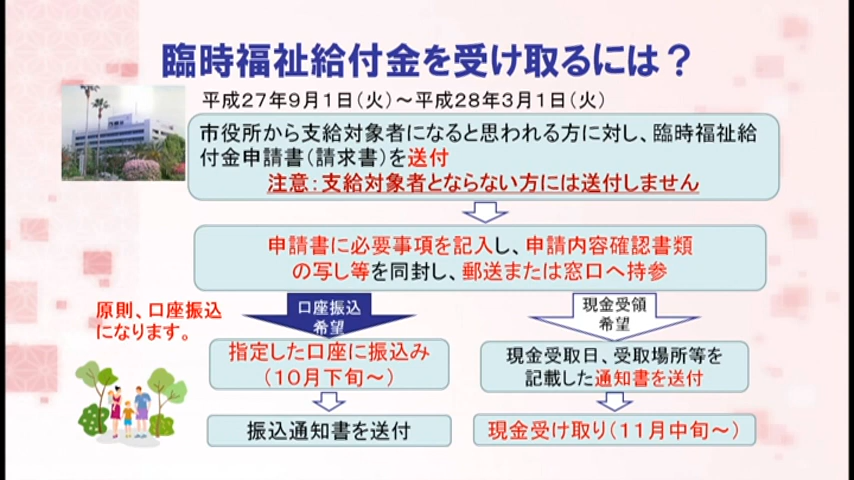 臨時福祉給付金を受け取るには？
平成27年9月1日(火)～平成28年3月1日(火)
市役所から支給対象者になると思われる方に対し、臨時福祉給
付金申請書(請求書)を送付
注意：支給対象者とならない方には送付しません
申請書に必要事項を記入し、申請内容確認書類
の写し等を同封し、郵送または窓口へ持参
原則、口座振込
になります。
口座振込
希望
指定した口座に振込み
(10月下旬～)
振込通知書を送付
現金受領
希望
現金受取日、受取場所等を
記載した通知書を送付
現金受け取り(11月中旬～)